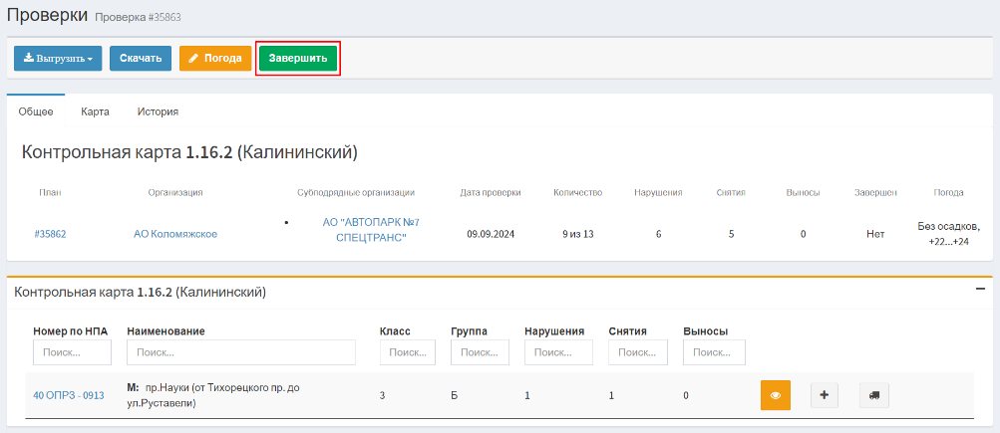 Проверки Проверка #35863
Выгрузить Скачать Погода Завершить
Общее Карта История
Контрольная карта 1.16.2 (Калининский)
План Организация Субподрядные организации Дата проверки Количество Нарушения Снятия Выносы Завершен Погода
#35862 АО Коломяжское АО "АВТОПАРК №7 СПЕЦТРАНС" 09.09.2024 9 из 13 6 5 0 Нет Без осадков, +22...+24
Контрольная карта 1.16.2 (Калининский)
Номер по НПА Наименование Класс Группа Нарушения Снятия Выносы
Поиск... Поиск... Поиск... Поиск... Поиск... Поиск... Поиск...
40 ОПРЗ - 0913 М: пр.Науки (от Тихорецкого пр. до ул.Руставели) 3 Б 1 1 0